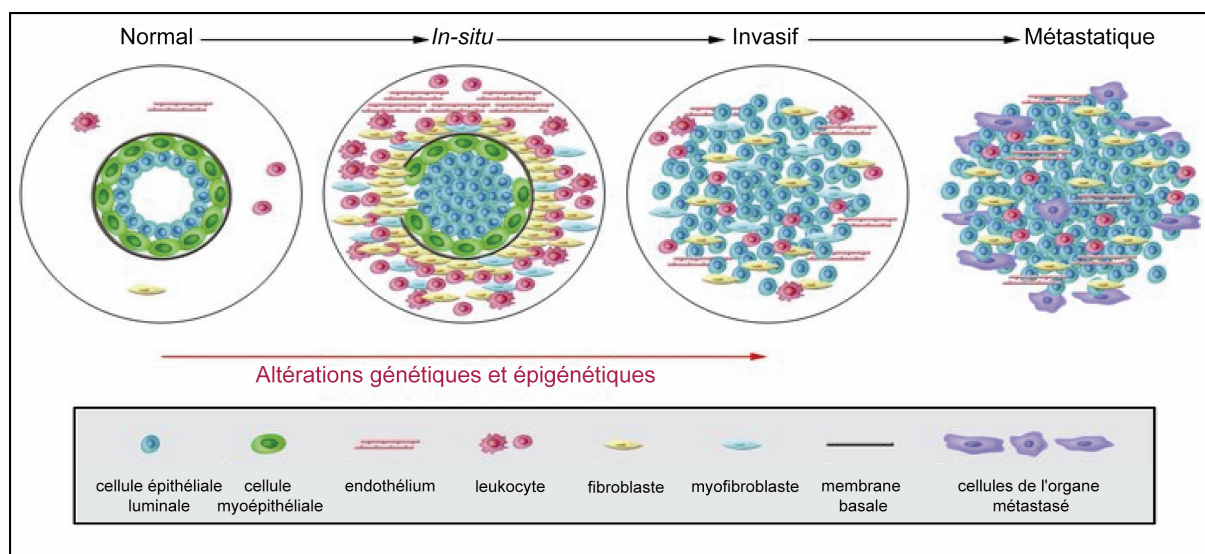 Normal
In-situ
Invasif
Métastatique
Altérations génétiques et épigénétiques
cellule épithéliale
luminale
cellule
myoépithéliale
endothélium
leukocyte
fibroblaste
myofibroblaste
membrane
basale
cellules de l'organe
métastasé